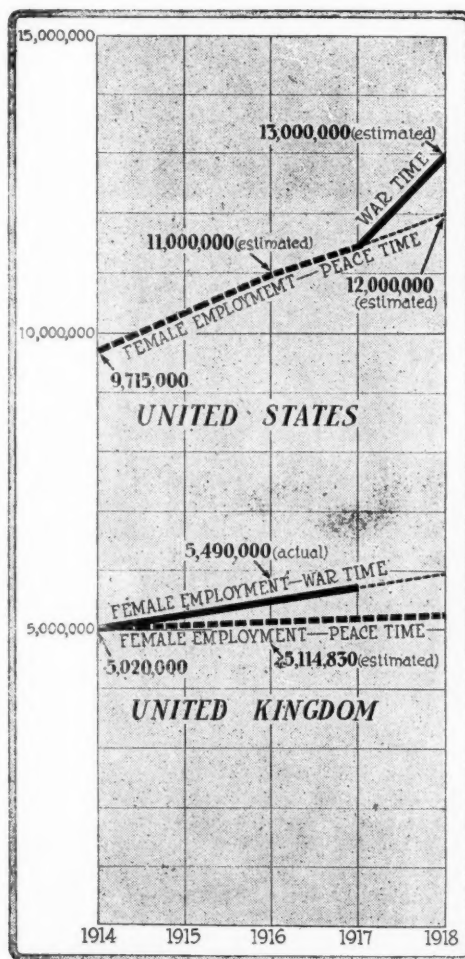 15,000,000
13,000,000 (estimated)
WAR TIME
11,000,000 (estimated)
FEMALE EMPLOYMENT—PEACE TIME
12,000,000
(estimated)
10,000,000
9,715,000
UNITED STATES
5,490,000 (actual)
FEMALE EMPLOYMENT—WAR TIME
5,000,000
FEMALE EMPLOYMENT—PEACE TIME
5,020,000
5,114,830 (estimated)
UNITED KINGDOM
1914 1915 1916 1917 1918